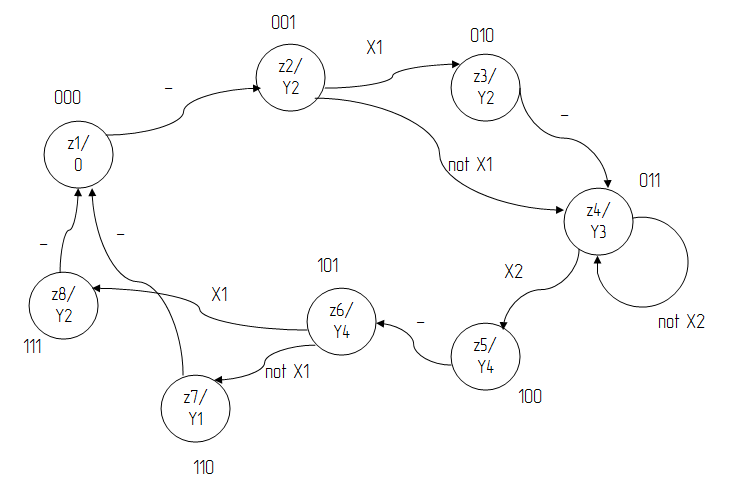 001
X1
010
z2/
Y2
z3/
Y2
000
–
–
z1/
0
not X1
011
z4/
Y3
–
–
101
X2
X1
z8/
Y2
z6/
Y4
–
not X2
111
z5/
Y4
not X1
z7/
Y1
100
110